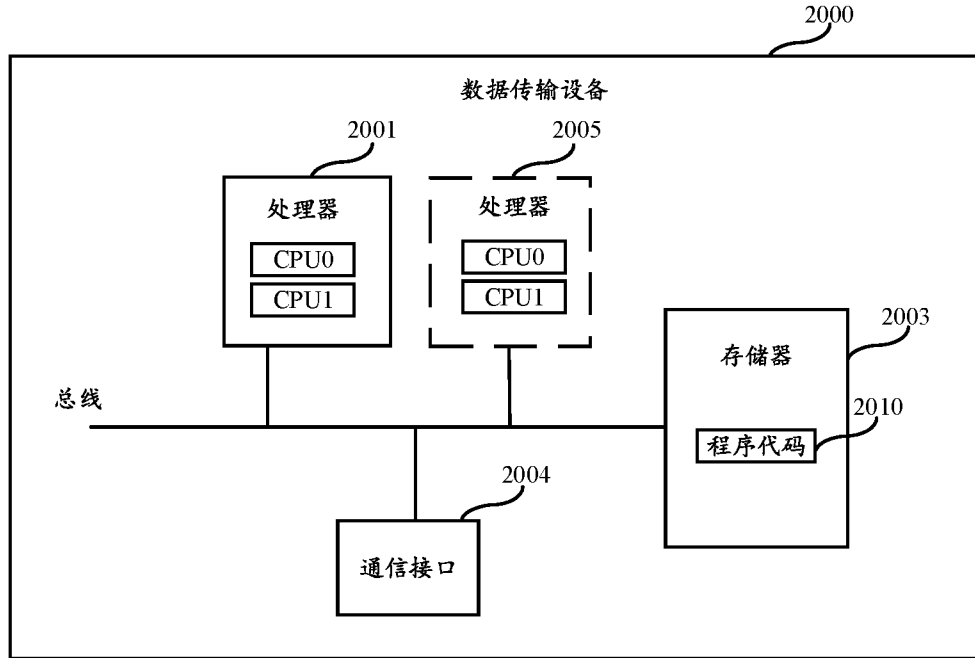 2000
数据传输设备
2001
2005
处理器
处理器
CPU0
CPU0
CPU1
CPU1
2003
存储器
总线
2010
程序代码
2004
通信接口